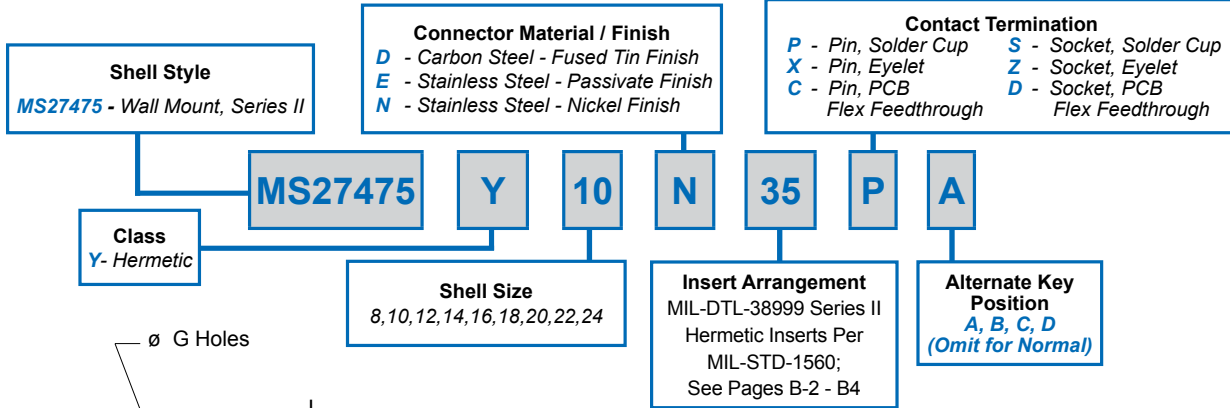 Shell Style
MS27475 - Wall Mount, Series II
Connector Material / Finish
D - Carbon Steel - Fused Tin Finish
E - Stainless Steel - Passivate Finish
N - Stainless Steel - Nickel Finish
Contact Termination
P - Pin, Solder Cup
X - Pin, Eyelet
C - Pin, PCB
Flex Feedthrough
S - Socket, Solder Cup
Z - Socket, Eyelet
D - Socket, PCB
Flex Feedthrough
MS27475 Y 10 N 35 P A
Class
Y- Hermetic
Shell Size
8,10,12,14,16,18,20,22,24
Insert Arrangement
MIL-DTL-38999 Series II
Hermetic Inserts Per
MIL-STD-1560;
See Pages B-2 - B4
Alternate Key
Position
A, B, C, D
(Omit for Normal)
ø G Holes